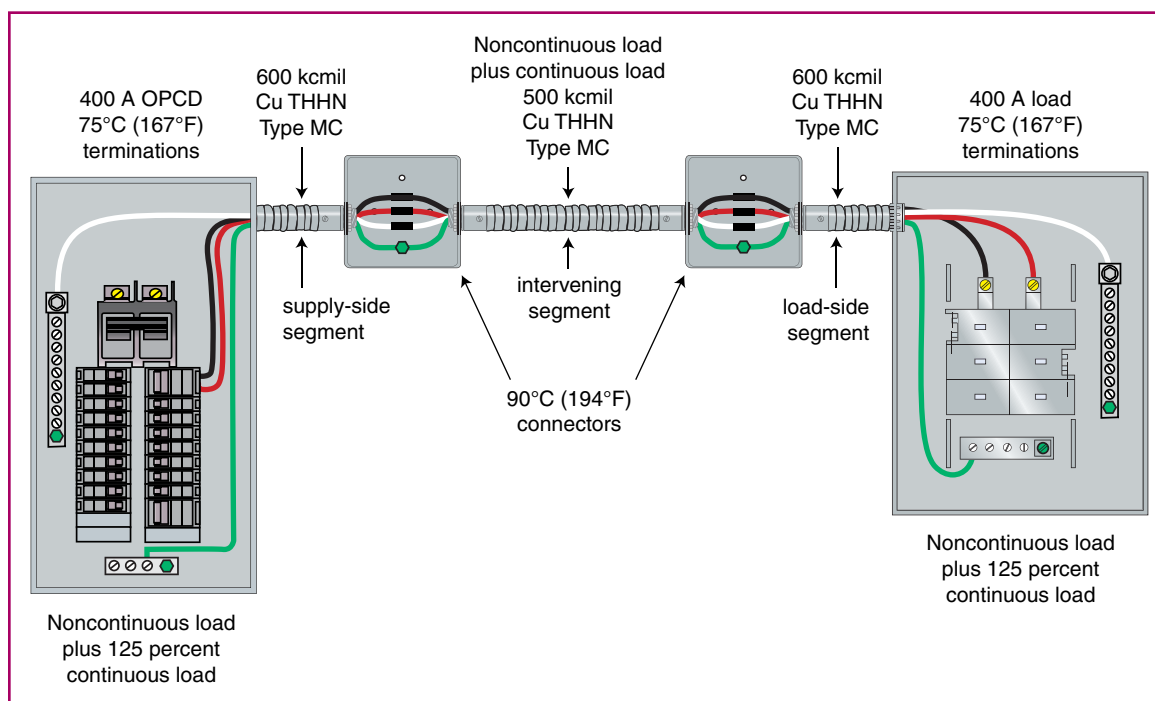 400 A OPCD
75°C (167°F)
terminations
600 kcmil
Cu THHN
Type MC
Noncontinuous load
plus continuous load
500 kcmil
Cu THHN
Type MC
600 kcmil
Cu THHN
Type MC
400 A load
75°C (167°F)
terminations
supply-side
segment
intervening
segment
load-side
segment
90°C (194°F)
connectors
Noncontinuous load
plus 125 percent
continuous load
Noncontinuous load
plus 125 percent
continuous load